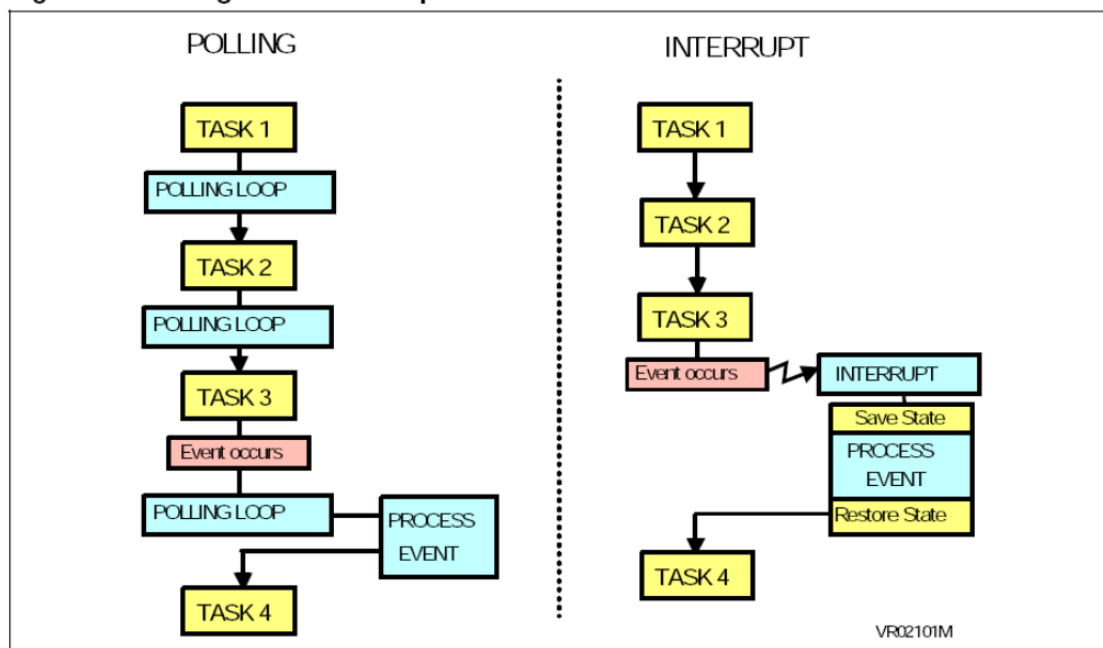 POLLING
TASK 1
POLLING LOOP
TASK 2
POLLING LOOP
TASK 3
Event occurs
POLLING LOOP
PROCESS
EVENT
TASK 4
INTERRUPT
TASK 1
TASK 2
TASK 3
Event occurs
INTERRUPT
Save State
PROCESS
EVENT
Restore State
TASK 4
VR02101M